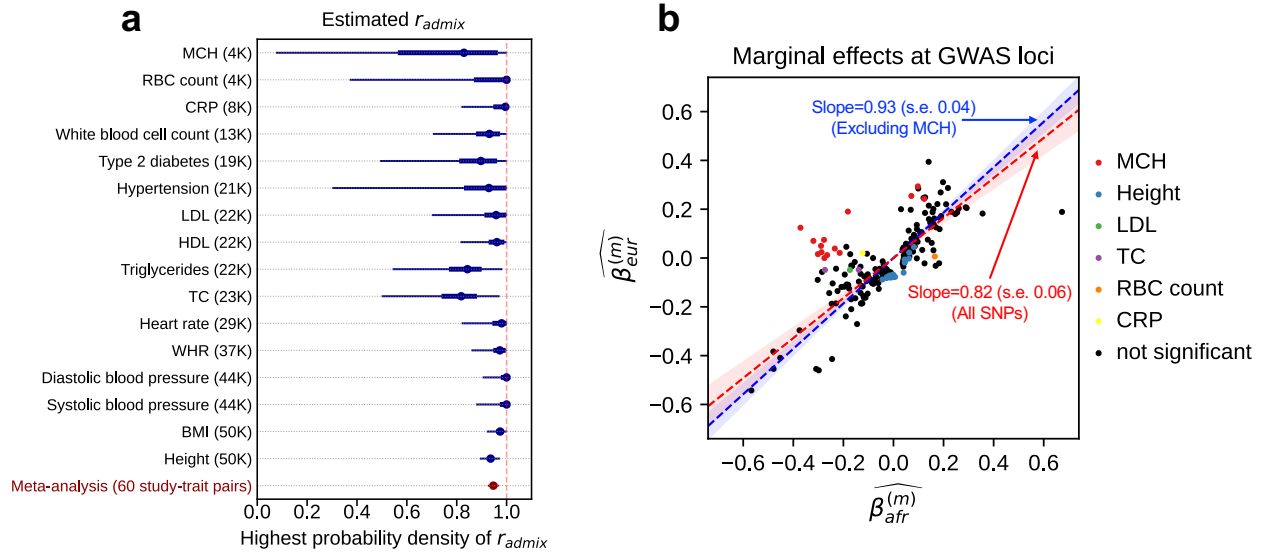 a
Estimated r_admix
MCH (4K)
RBC count (4K)
CRP (8K)
White blood cell count (13K)
Type 2 diabetes (19K)
Hypertension (21K)
LDL (22K)
HDL (22K)
Triglycerides (22K)
TC (23K)
Heart rate (29K)
WHR (37K)
Diastolic blood pressure (44K)
Systolic blood pressure (44K)
BMI (50K)
Height (50K)
Meta-analysis (60 study-trait pairs)
0.0 0.2 0.4 0.6 0.8 1.0
Highest probability density of r_admix
b
Marginal effects at GWAS loci
Slope=0.93 (s.e. 0.04)
(Excluding MCH)
Slope=0.82 (s.e. 0.06)
(All SNPs)
0.6
0.4
0.2
0.0
−0.2
−0.4
−0.6
β̂_eur^(m)
−0.6 −0.4 −0.2 0.0 0.2 0.4 0.6
β̂_afr^(m)
MCH
Height
LDL
TC
RBC count
CRP
not significant